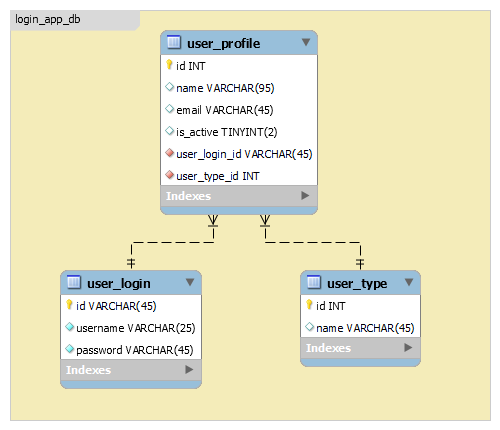 login_app_db
user_profile
id INT
name VARCHAR(95)
email VARCHAR(45)
is_active TINYINT(2)
user_login_id VARCHAR(45)
user_type_id INT
Indexes
user_login
id VARCHAR(45)
username VARCHAR(25)
password VARCHAR(45)
Indexes
user_type
id INT
name VARCHAR(45)
Indexes